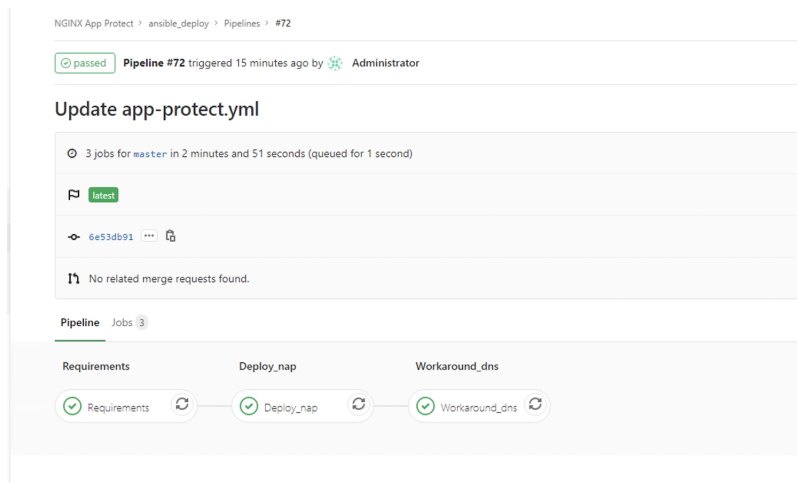 NGINX App Protect > ansible_deploy > Pipelines > #72
passed Pipeline #72 triggered 15 minutes ago by Administrator
Update app-protect.yml
3 jobs for master in 2 minutes and 51 seconds (queued for 1 second)
latest
6e53db91 ...
No related merge requests found.
Pipeline Jobs 3
Requirements Deploy_nap Workaround_dns
Requirements Deploy_nap Workaround_dns